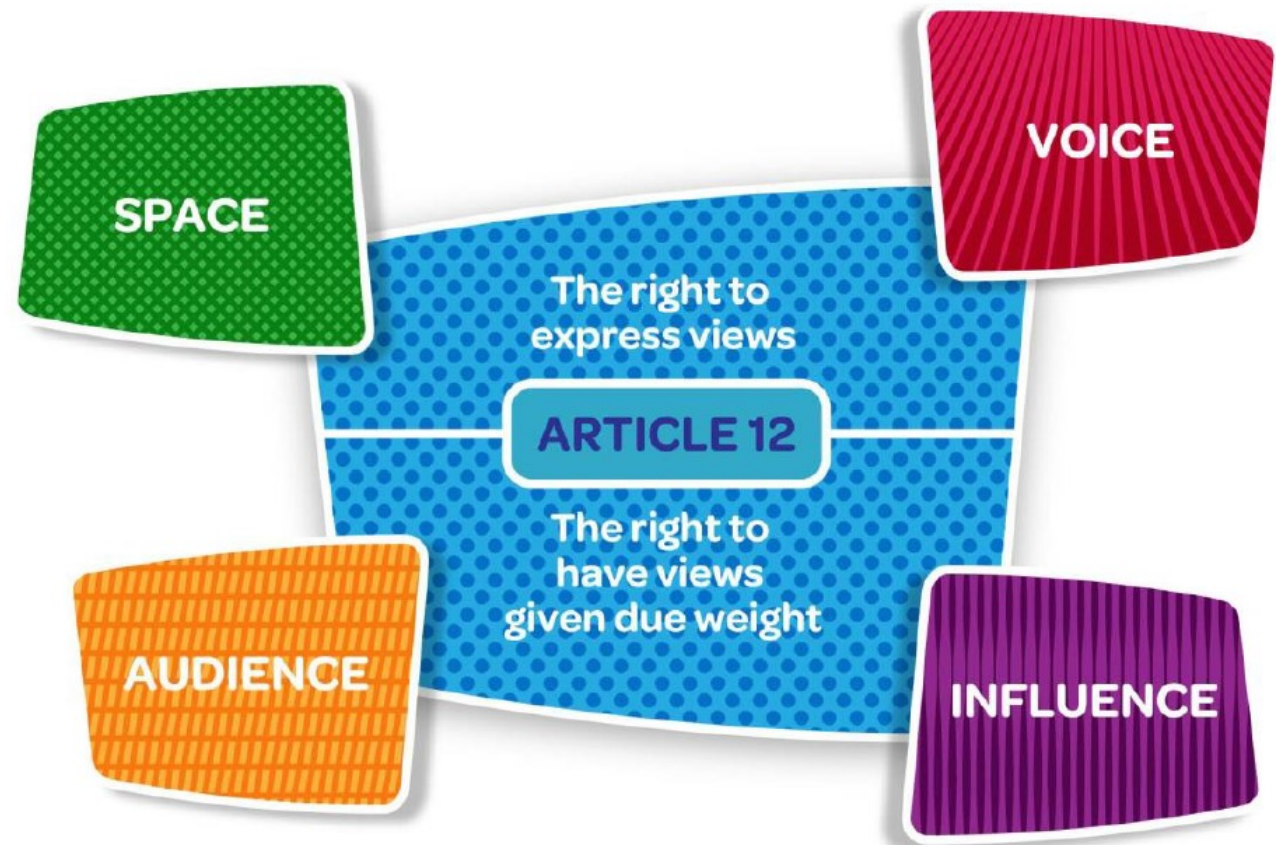 SPACE
VOICE
The right to
express views
ARTICLE 12
The right to
have views
given due weight
AUDIENCE
INFLUENCE